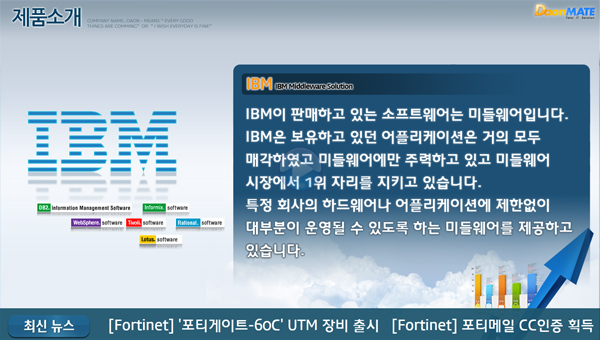 제품소개
COMPANY NAME, DAON - MAMNI, " EVERY GOOD
THINGS ARE COMMING." OR " I WISH EVERYDAY IS FINE"
DaonMATE
Total IT Services
IBM IBM Middleware Solution
IBM
IBM이 판매하고 있는 소프트웨어는 미들웨어입니다.
IBM은 보유하고 있던 어플리케이션은 거의 모두
매각하였고 미들웨어에만 주력하고 있고 미들웨어
시장에서 1위 자리를 지키고 있습니다.
특정 회사의 하드웨어나 어플리케이션에 제한없이
대부분이 운영될 수 있도록 하는 미들웨어를 제공하고
있습니다.
DB2. Information Management Software
Informix. software
WebSphere. software
Tivoli. software
Rational. software
Lotus. software
최신 뉴스
[Fortinet] '포티게이트-60C' UTM 장비 출시 [Fortinet] 포티메일 CC인증 획득